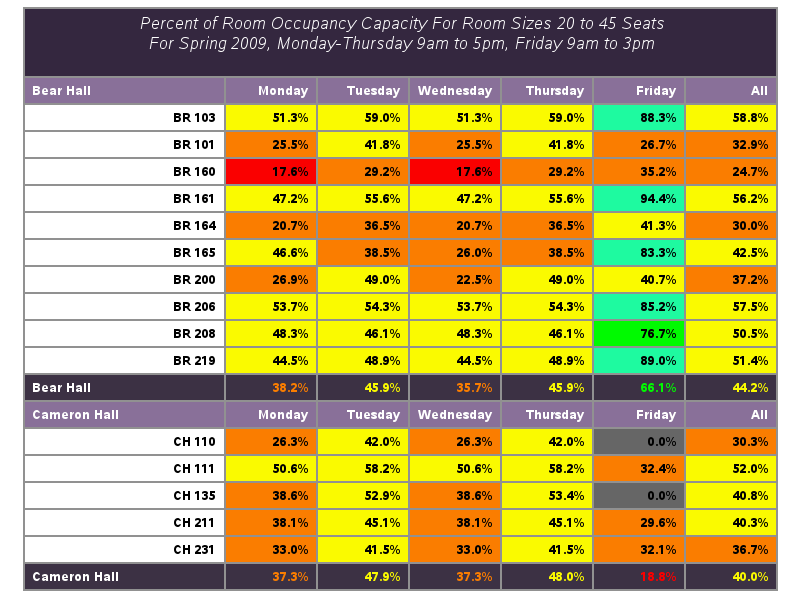 Percent of Room Occupancy Capacity For Room Sizes 20 to 45 Seats
For Spring 2009, Monday-Thursday 9am to 5pm, Friday 9am to 3pm
Bear Hall Monday Tuesday Wednesday Thursday Friday All
BR 103 51.3% 59.0% 51.3% 59.0% 88.3% 58.8%
BR 101 25.5% 41.8% 25.5% 41.8% 26.7% 32.9%
BR 160 17.6% 29.2% 17.6% 29.2% 35.2% 24.7%
BR 161 47.2% 55.6% 47.2% 55.6% 94.4% 56.2%
BR 164 20.7% 36.5% 20.7% 36.5% 41.3% 30.0%
BR 165 46.6% 38.5% 26.0% 38.5% 83.3% 42.5%
BR 200 26.9% 49.0% 22.5% 49.0% 40.7% 37.2%
BR 206 53.7% 54.3% 53.7% 54.3% 85.2% 57.5%
BR 208 48.3% 46.1% 48.3% 46.1% 76.7% 50.5%
BR 219 44.5% 48.9% 44.5% 48.9% 89.0% 51.4%
Bear Hall 38.2% 45.9% 35.7% 45.9% 66.1% 44.2%
Cameron Hall Monday Tuesday Wednesday Thursday Friday All
CH 110 26.3% 42.0% 26.3% 42.0% 0.0% 30.3%
CH 111 50.6% 58.2% 50.6% 58.2% 32.4% 52.0%
CH 135 38.6% 52.9% 38.6% 53.4% 0.0% 40.8%
CH 211 38.1% 45.1% 38.1% 45.1% 29.6% 40.3%
CH 231 33.0% 41.5% 33.0% 41.5% 32.1% 36.7%
Cameron Hall 37.3% 47.9% 37.3% 48.0% 18.8% 40.0%